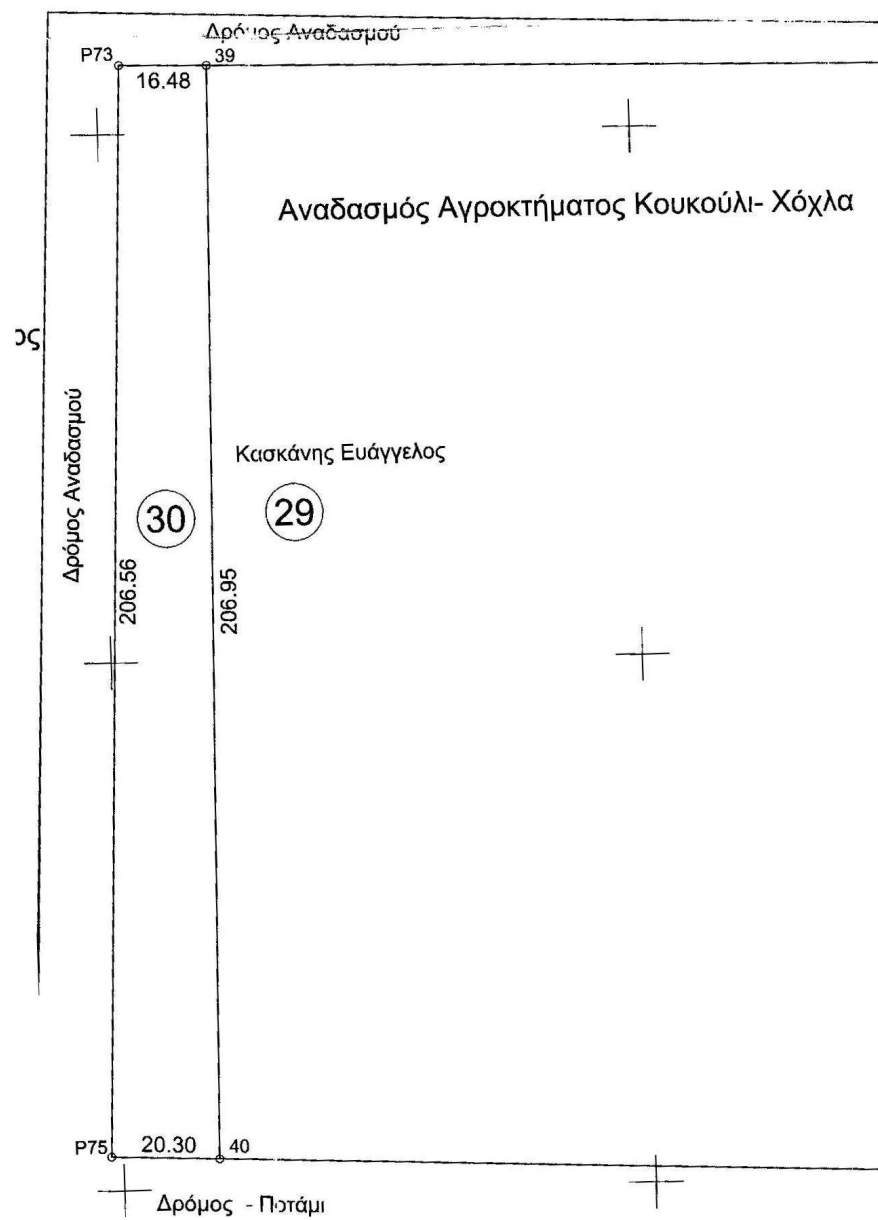 Δρόμος Αναδασμού
P73
39
16.48
Αναδασμός Αγροκτήματος Κουκούλι- Χόχλα
ος
Δρόμος Αναδασμού
Κασκάνης Ευάγγελος
30
29
206.56
206.95
P75
20.30
40
Δρόμος - Ποτάμι